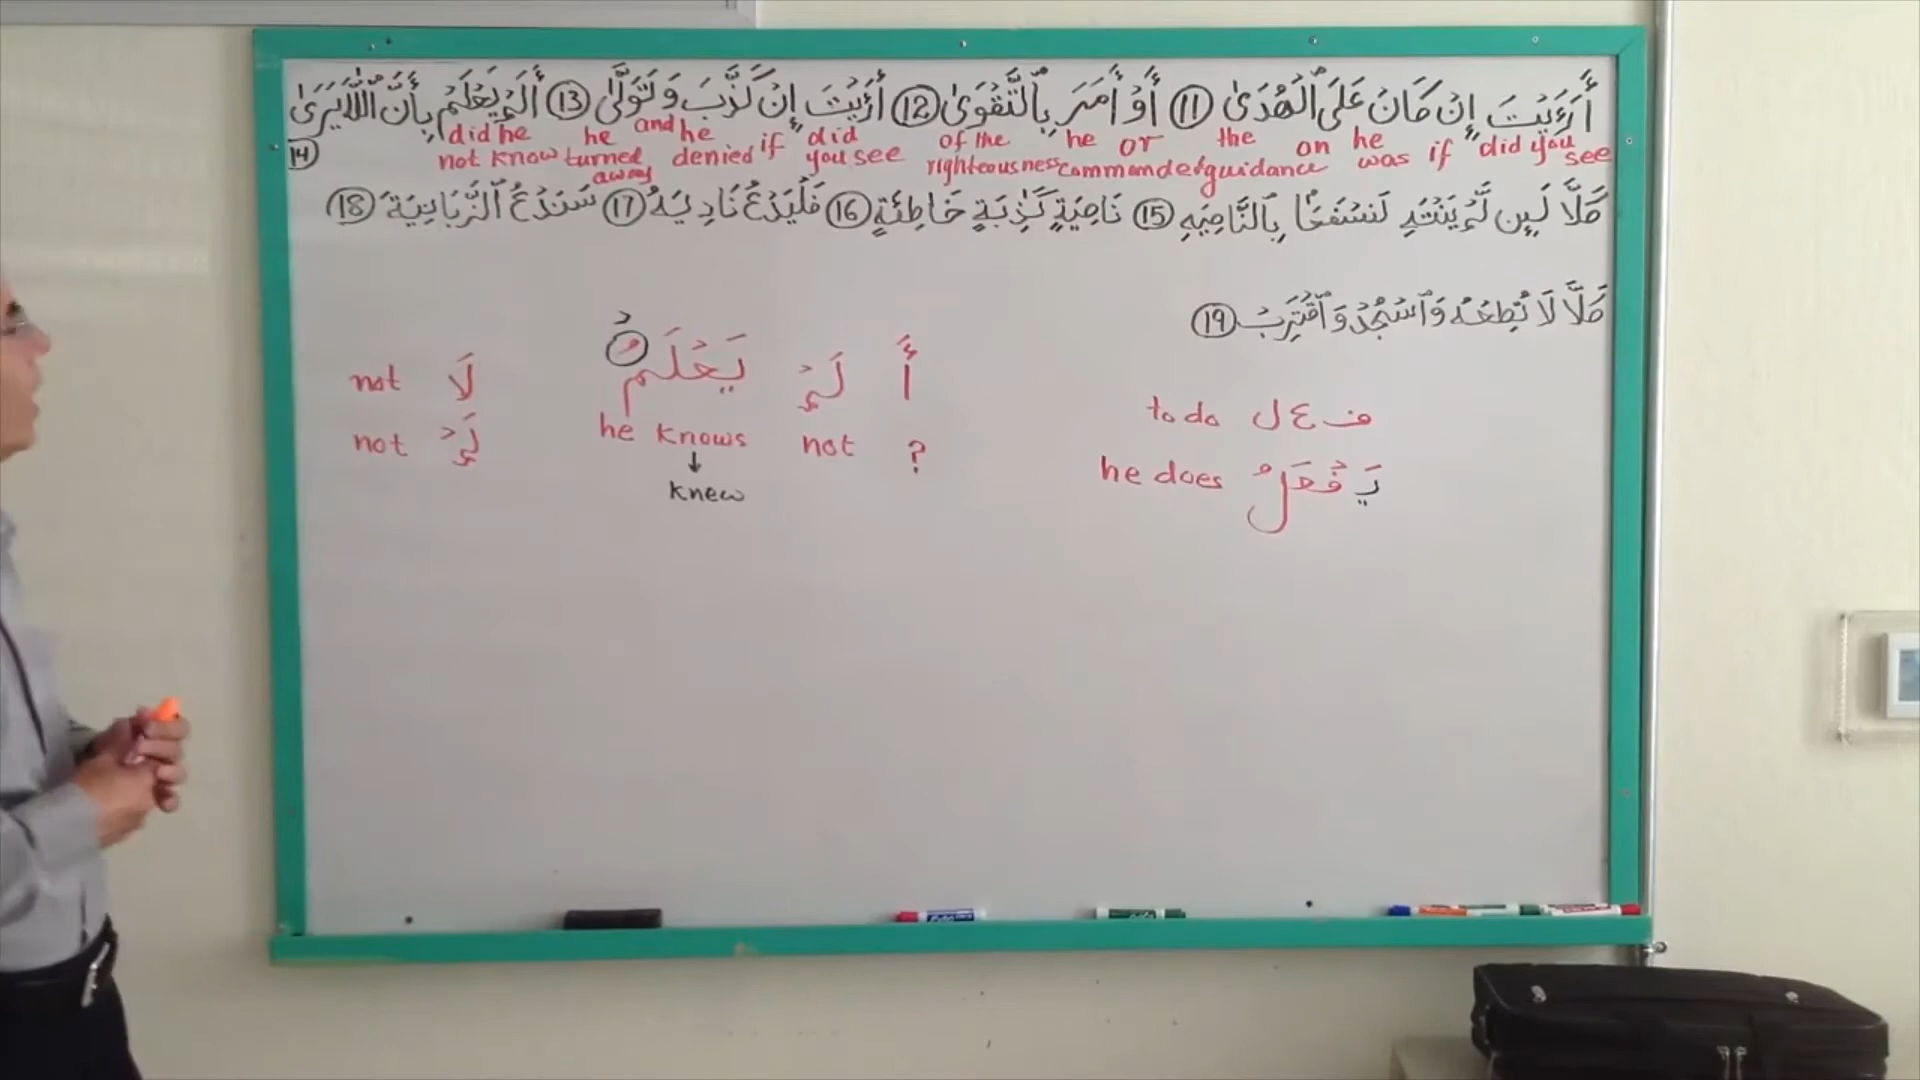 أَرَءَيْتَ إِن كَانَ عَلَى ٱلْهُدَىٰ ⑪ أَوْ أَمَرَ بِٱلتَّقْوَىٰ ⑫ أَرَءَيْتَ إِن كَذَّبَ وَتَوَلَّىٰ ⑬ أَلَمْ يَعْلَم بِأَنَّ ٱللَّهَ يَرَىٰ
did you see if he was on the guidance or he commanded of the righteousness did you see if he denied and he turned away did he not know
⑭
كَلَّا لَئِن لَّمْ يَنتَهِ لَنَسْفَعًۢا بِٱلنَّاصِيَةِ ⑮ نَاصِيَةٍ كَٰذِبَةٍ خَاطِئَةٍ ⑯ فَلْيَدْعُ نَادِيَهُ ⑰ سَنَدْعُ ٱلزَّبَانِيَةَ ⑱
كَلَّا لَا تُطِعْهُ وَٱسْجُدْ وَٱقْتَرِب ⑲
ف ع ل to do
يَفْعَلُ he does
أَ لَمْ يَعْلَمُ
? not he knows
↓
knew
لَا not
لَمْ not